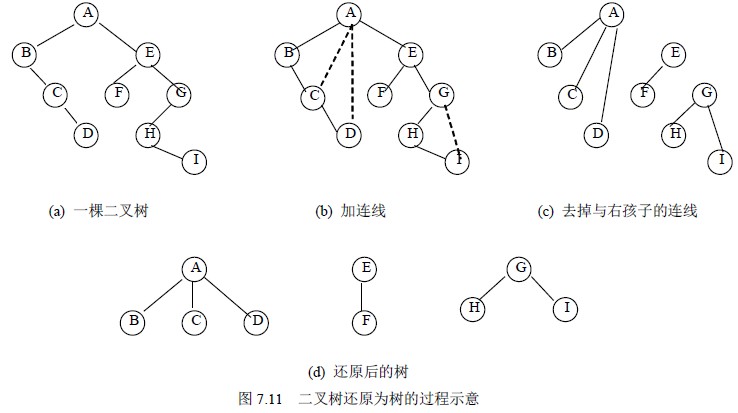 A A A
B E B E B E
C F G C F G C F G
D H D H D H
I I I
(a) 一棵二叉树 (b) 加连线 (c) 去掉与右孩子的连线
A E G
B C D F H I
(d) 还原后的树
图 7.11 二叉树还原为树的过程示意